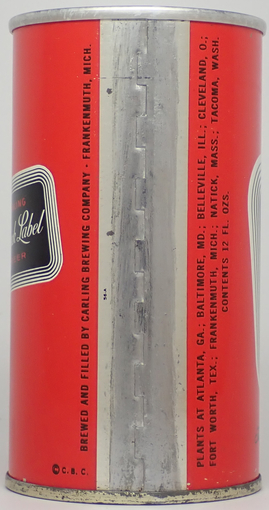 Label
BREWED AND FILLED BY CARLING BREWING COMPANY · FRANKENMUTH, MICH.
© C. B. C.
PLANTS AT ATLANTA, GA.; BALTIMORE, MD.; BELLEVILLE, ILL.; CLEVELAND, O.;
FORT WORTH, TEX.; FRANKENMUTH, MICH.; NATICK, MASS.; TACOMA, WASH.
CONTENTS 12 FL. OZS.